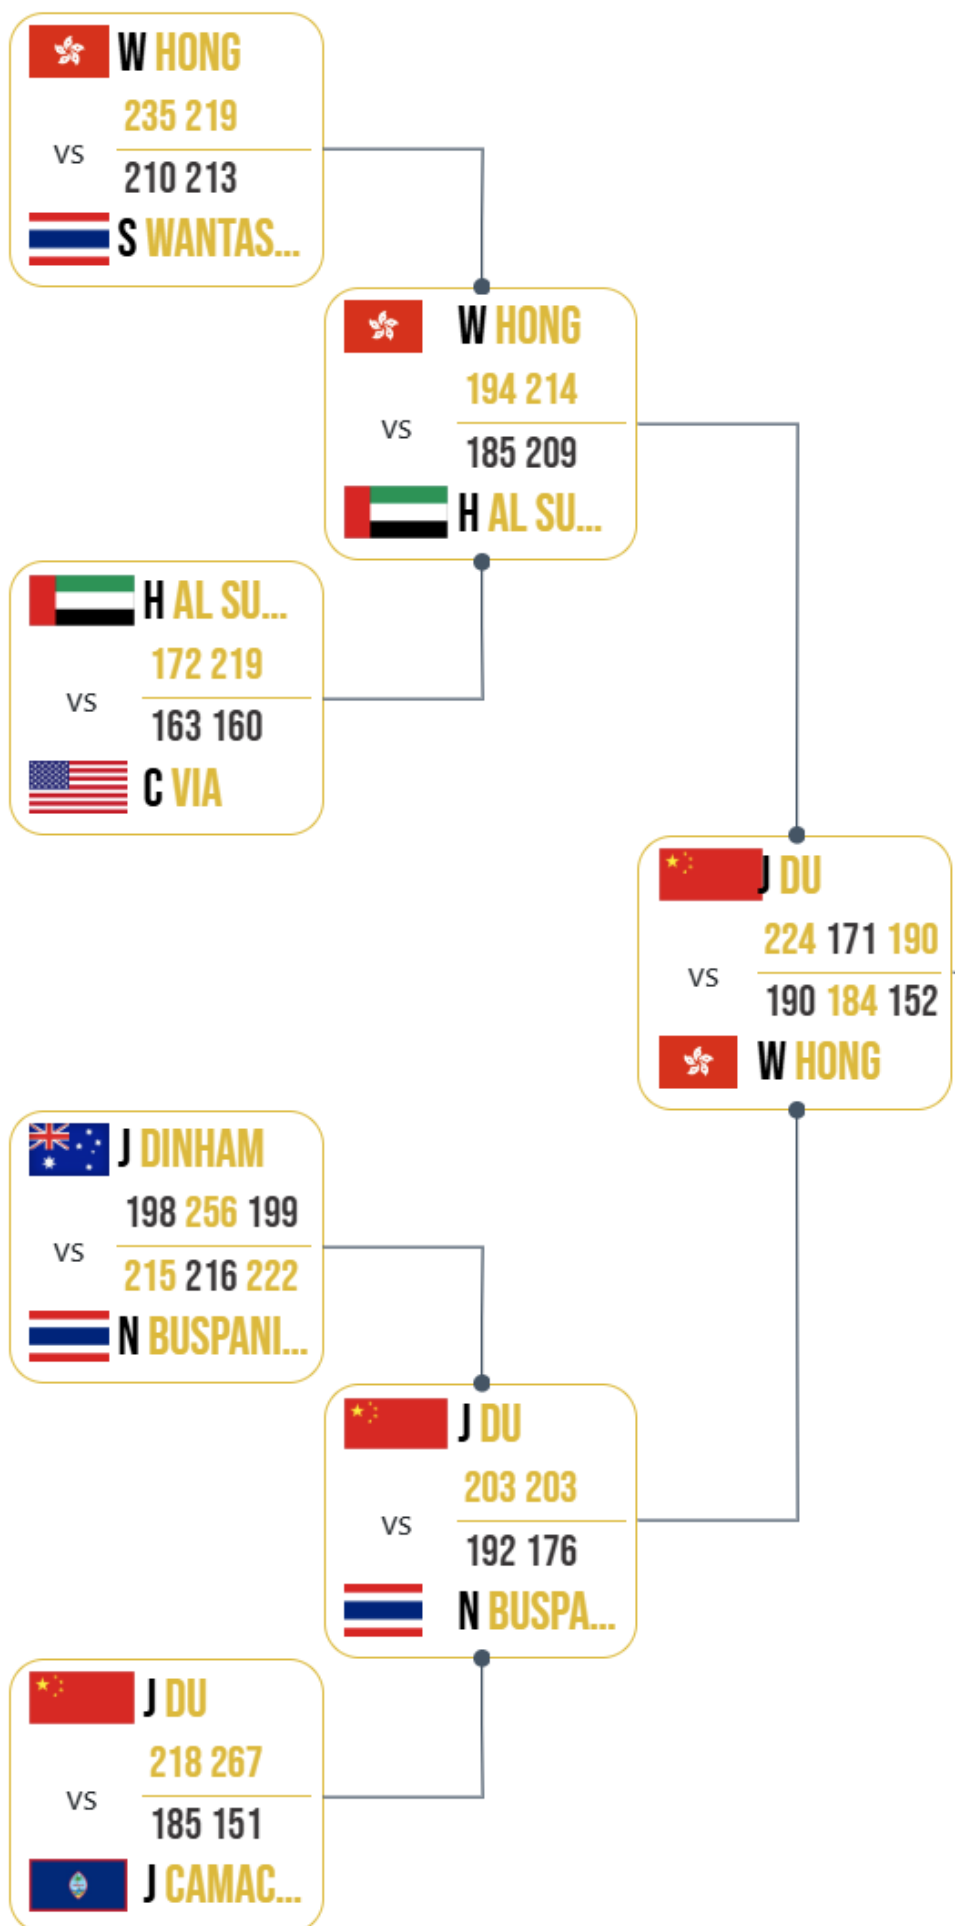 W HONG
235 219
VS
210 213
S WANTAS...
W HONG
194 214
VS
185 209
H AL SU...
H AL SU...
172 219
VS
163 160
C VIA
J DU
224 171 190
VS
190 184 152
W HONG
J DINHAM
198 256 199
VS
215 216 222
N BUSPANI...
J DU
203 203
VS
192 176
N BUSPA...
J DU
218 267
VS
185 151
J CAMAC...